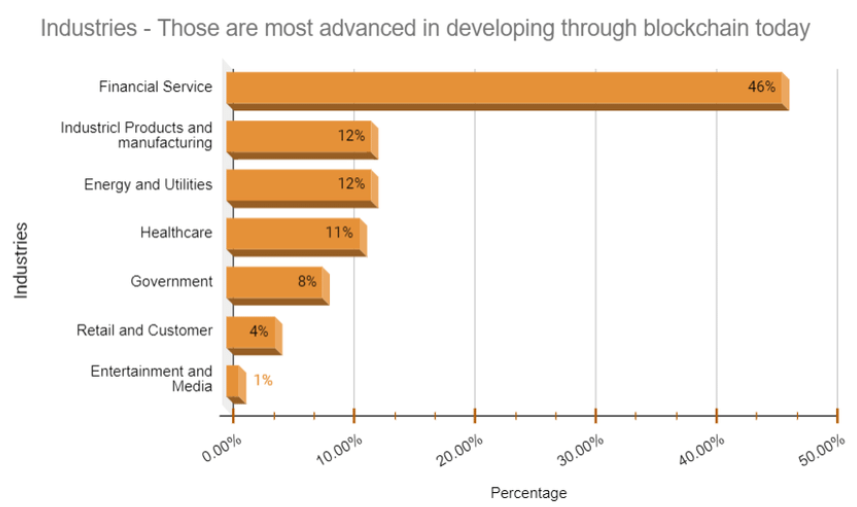 Industries - Those are most advanced in developing through blockchain today
Financial Service
46%
Industricl Products and
manufacturing
12%
Energy and Utilities
12%
Healthcare
11%
Government
8%
Retail and Customer
4%
Entertainment and
Media
1%
Industries
0.00%
10.00%
20.00%
30.00%
40.00%
50.00%
Percentage